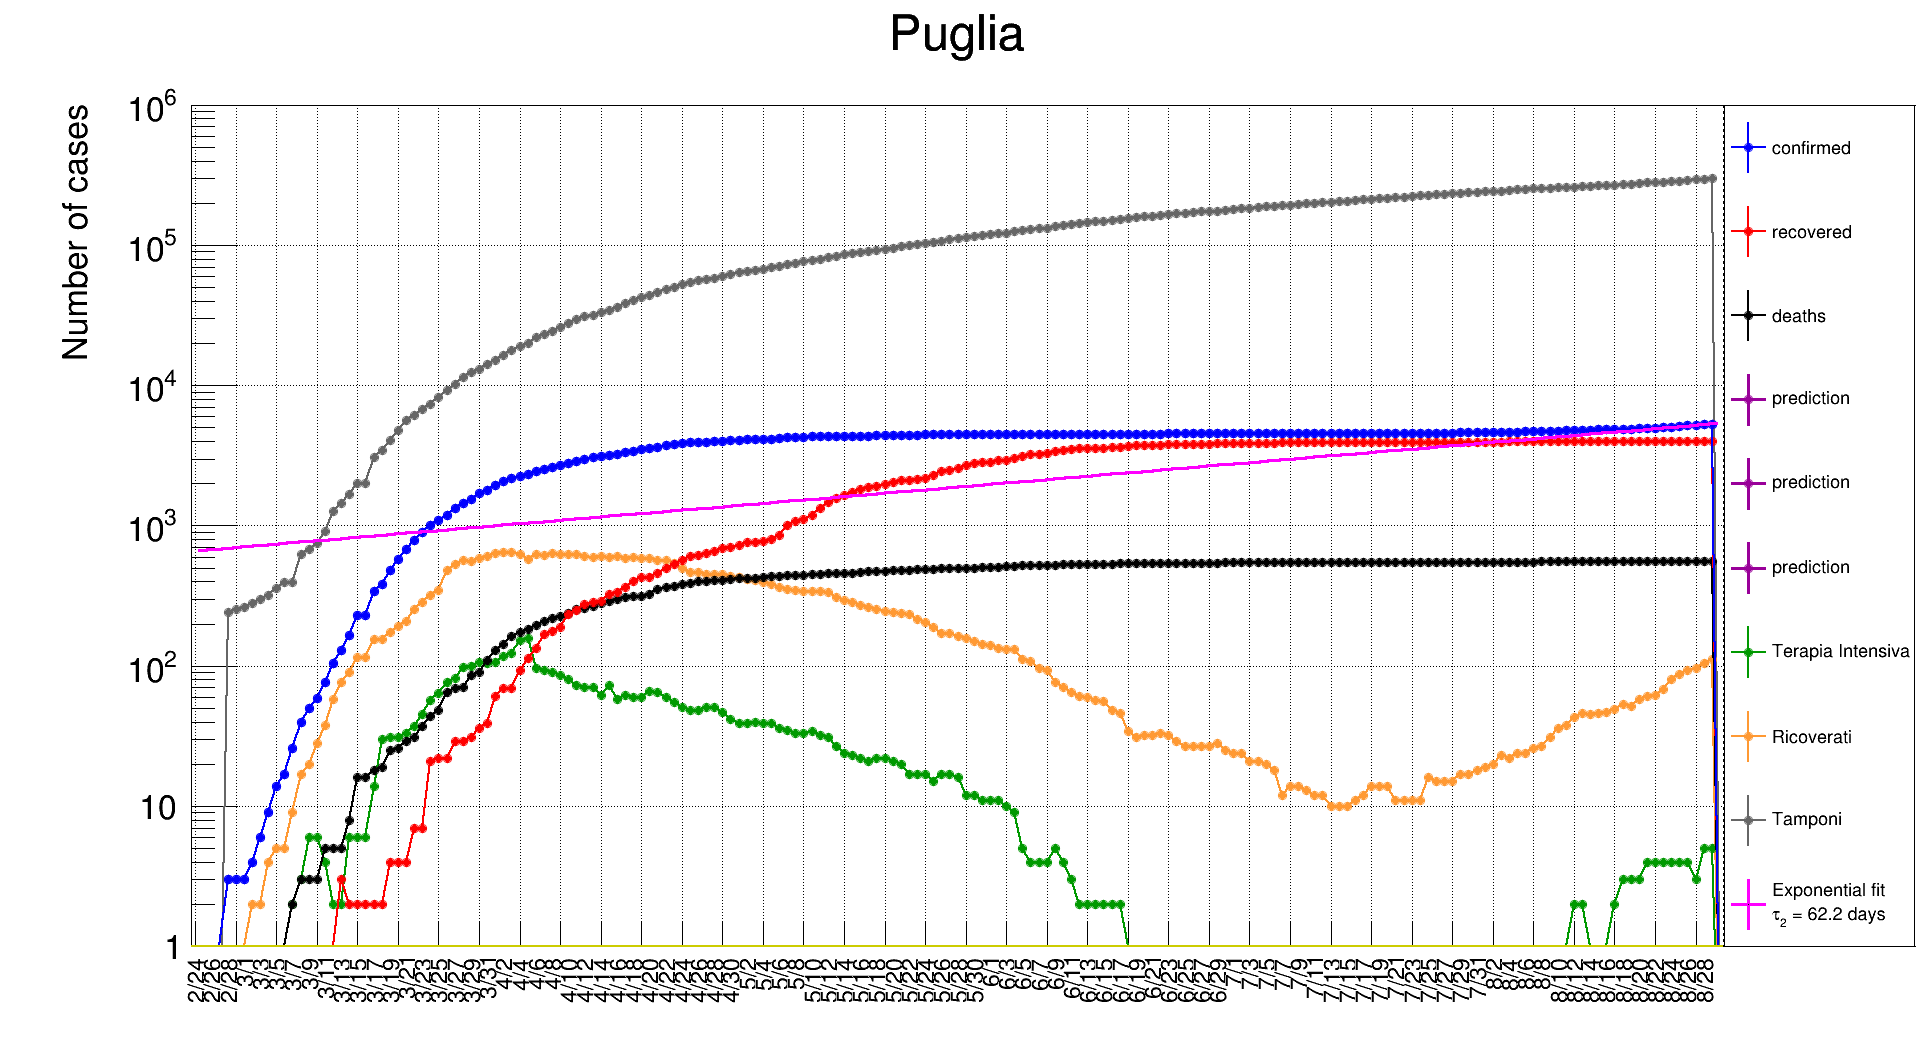 Puglia
Number of cases
10⁶
10⁵
10⁴
10³
10²
10
1
2/24 2/26 2/28 3/1 3/3 3/5 3/7 3/9 3/11 3/13 3/15 3/17 3/19 3/21 3/23 3/25 3/27 3/29 3/31 4/2 4/4 4/6 4/8 4/10 4/12 4/14 4/16 4/18 4/20 4/22 4/24 4/26 4/28 4/30 5/2 5/4 5/6 5/8 5/10 5/12 5/14 5/16 5/18 5/20 5/22 5/24 5/26 5/28 5/30 6/1 6/3 6/5 6/7 6/9 6/11 6/13 6/15 6/17 6/19 6/21 6/23 6/25 6/27 6/29 7/1 7/3 7/5 7/7 7/9 7/11 7/13 7/15 7/17 7/19 7/21 7/23 7/25 7/27 7/29 7/31 8/2 8/4 8/6 8/8 8/10 8/12 8/14 8/16 8/18 8/20 8/22 8/24 8/26 8/28
confirmed
recovered
deaths
prediction
prediction
prediction
Terapia Intensiva
Ricoverati
Tamponi
Exponential fit
τ₂ = 62.2 days